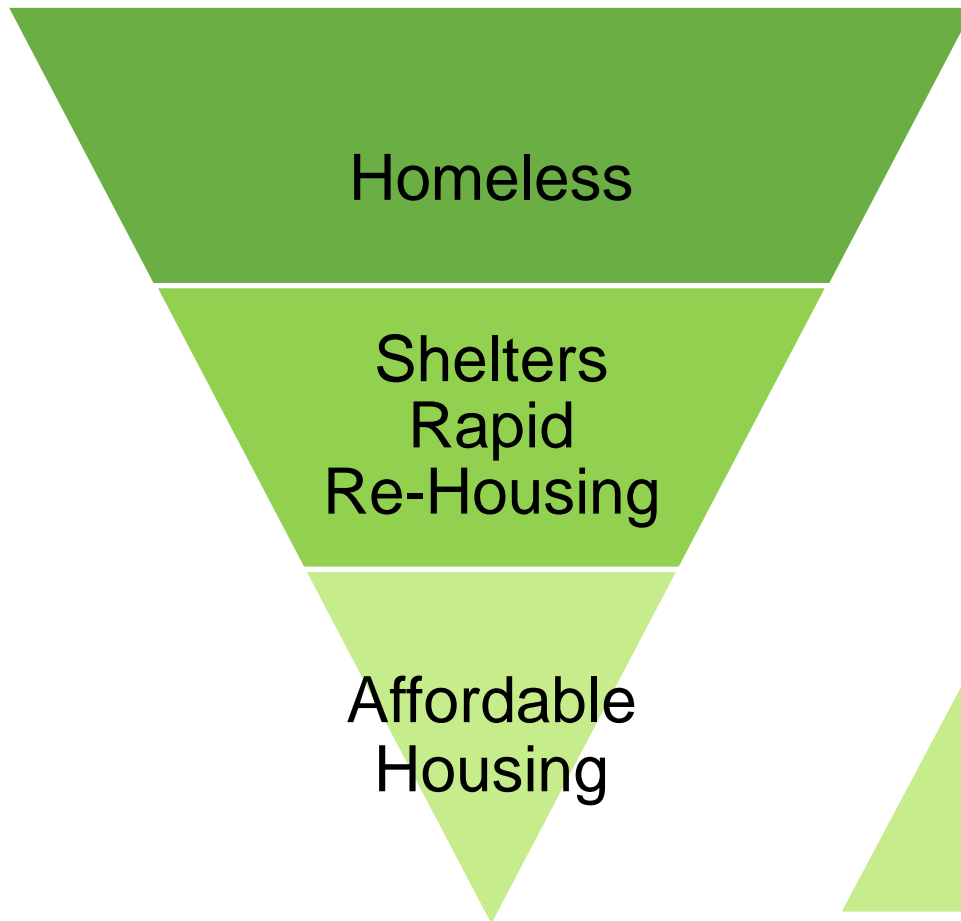 Homeless
Shelters
Rapid
Re-Housing
Affordable
Housing